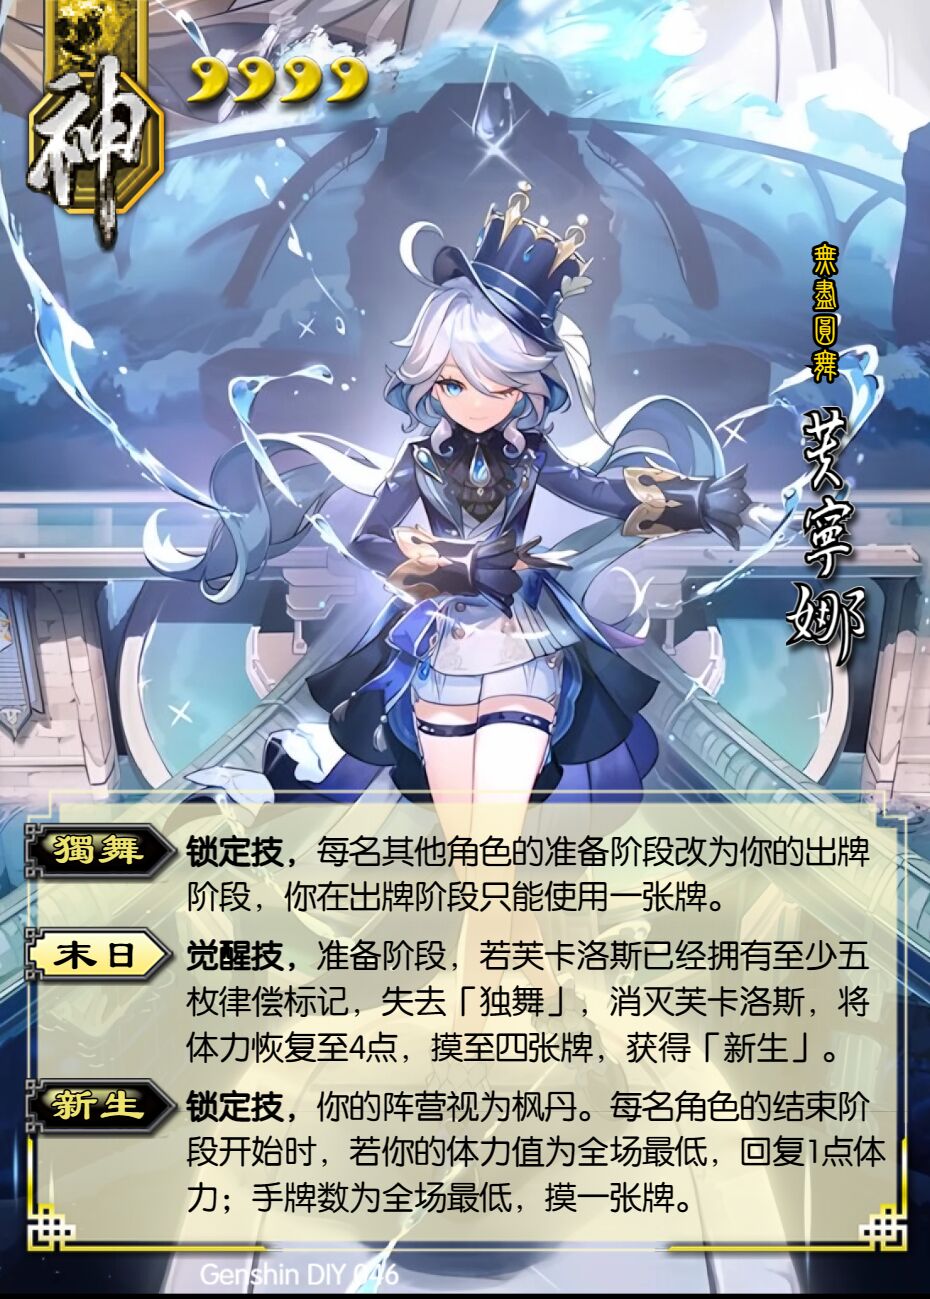 神
無盡圓舞
芙寧娜
獨舞
锁定技，每名其他角色的准备阶段改为你的出牌
阶段，你在出牌阶段只能使用一张牌。
末日
觉醒技，准备阶段，若芙卡洛斯已经拥有至少五
枚律偿标记，失去「独舞」，消灭芙卡洛斯，将
体力恢复至4点，摸至四张牌，获得「新生」。
新生
锁定技，你的阵营视为枫丹。每名角色的结束阶
段开始时，若你的体力值为全场最低，回复1点体
力；手牌数为全场最低，摸一张牌。
Genshin DIY 046